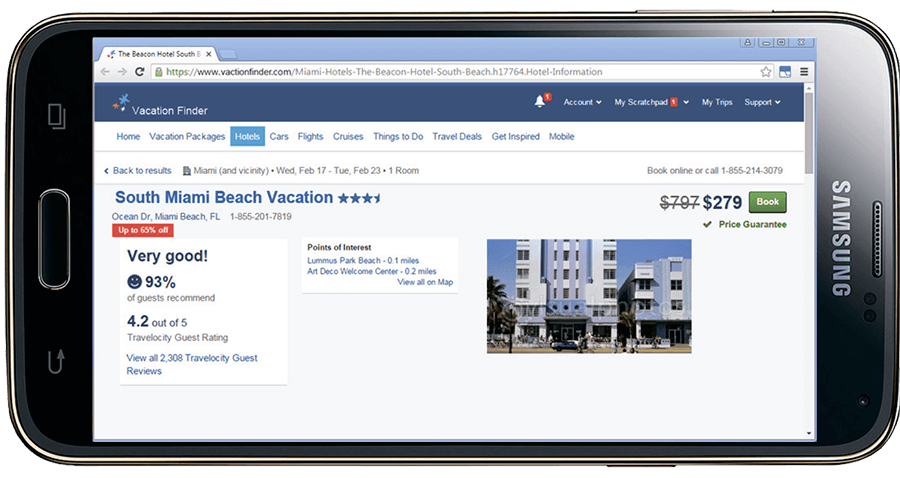 The Beacon Hotel South B
https://www.vactionfinder.com/Miami-Hotels-The-Beacon-Hotel-South-Beach.h17764.Hotel-Information
Vacation Finder
1
Account
My Scratchpad 1
My Trips
Support
Home Vacation Packages Hotels Cars Flights Cruises Things to Do Travel Deals Get Inspired Mobile
Back to results Miami (and vicinity) • Wed, Feb 17 - Tue, Feb 23 • 1 Room Book online or call 1-855-214-3079
South Miami Beach Vacation
$797 $279 Book
Ocean Dr, Miami Beach, FL 1-855-201-7819
Price Guarantee
Up to 65% off
Very good!
93%
of guests recommend
4.2 out of 5
Travelocity Guest Rating
View all 2,308 Travelocity Guest
Reviews
Points of Interest
Lummus Park Beach - 0.1 miles
Art Deco Welcome Center - 0.2 miles
View all on Map
SAMSUNG